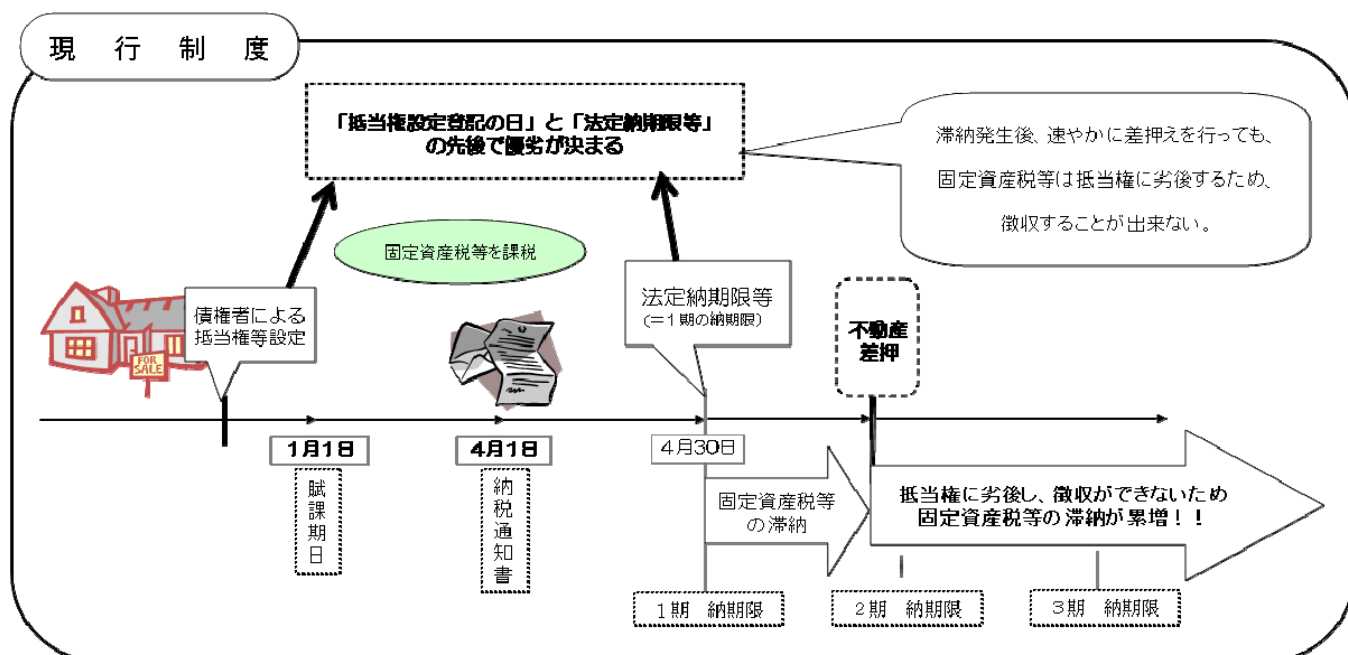 現行制度
「抵当権設定登記の日」と「法定納期限等」
の先後で優劣が決まる
滞納発生後、速やかに差押えを行っても、
固定資産税等は抵当権に劣後するため、
徴収することが出来ない。
固定資産税等を課税
債権者による
抵当権等設定
FOR
SALE
法定納期限等
(=1期の納期限)
不動産
差押
1月1日
4月1日
4月30日
賦課期日
納税通知書
固定資産税等
の滞納
抵当権に劣後し、徴収ができないため
固定資産税等の滞納が累増!!
1期 納期限
2期 納期限
3期 納期限